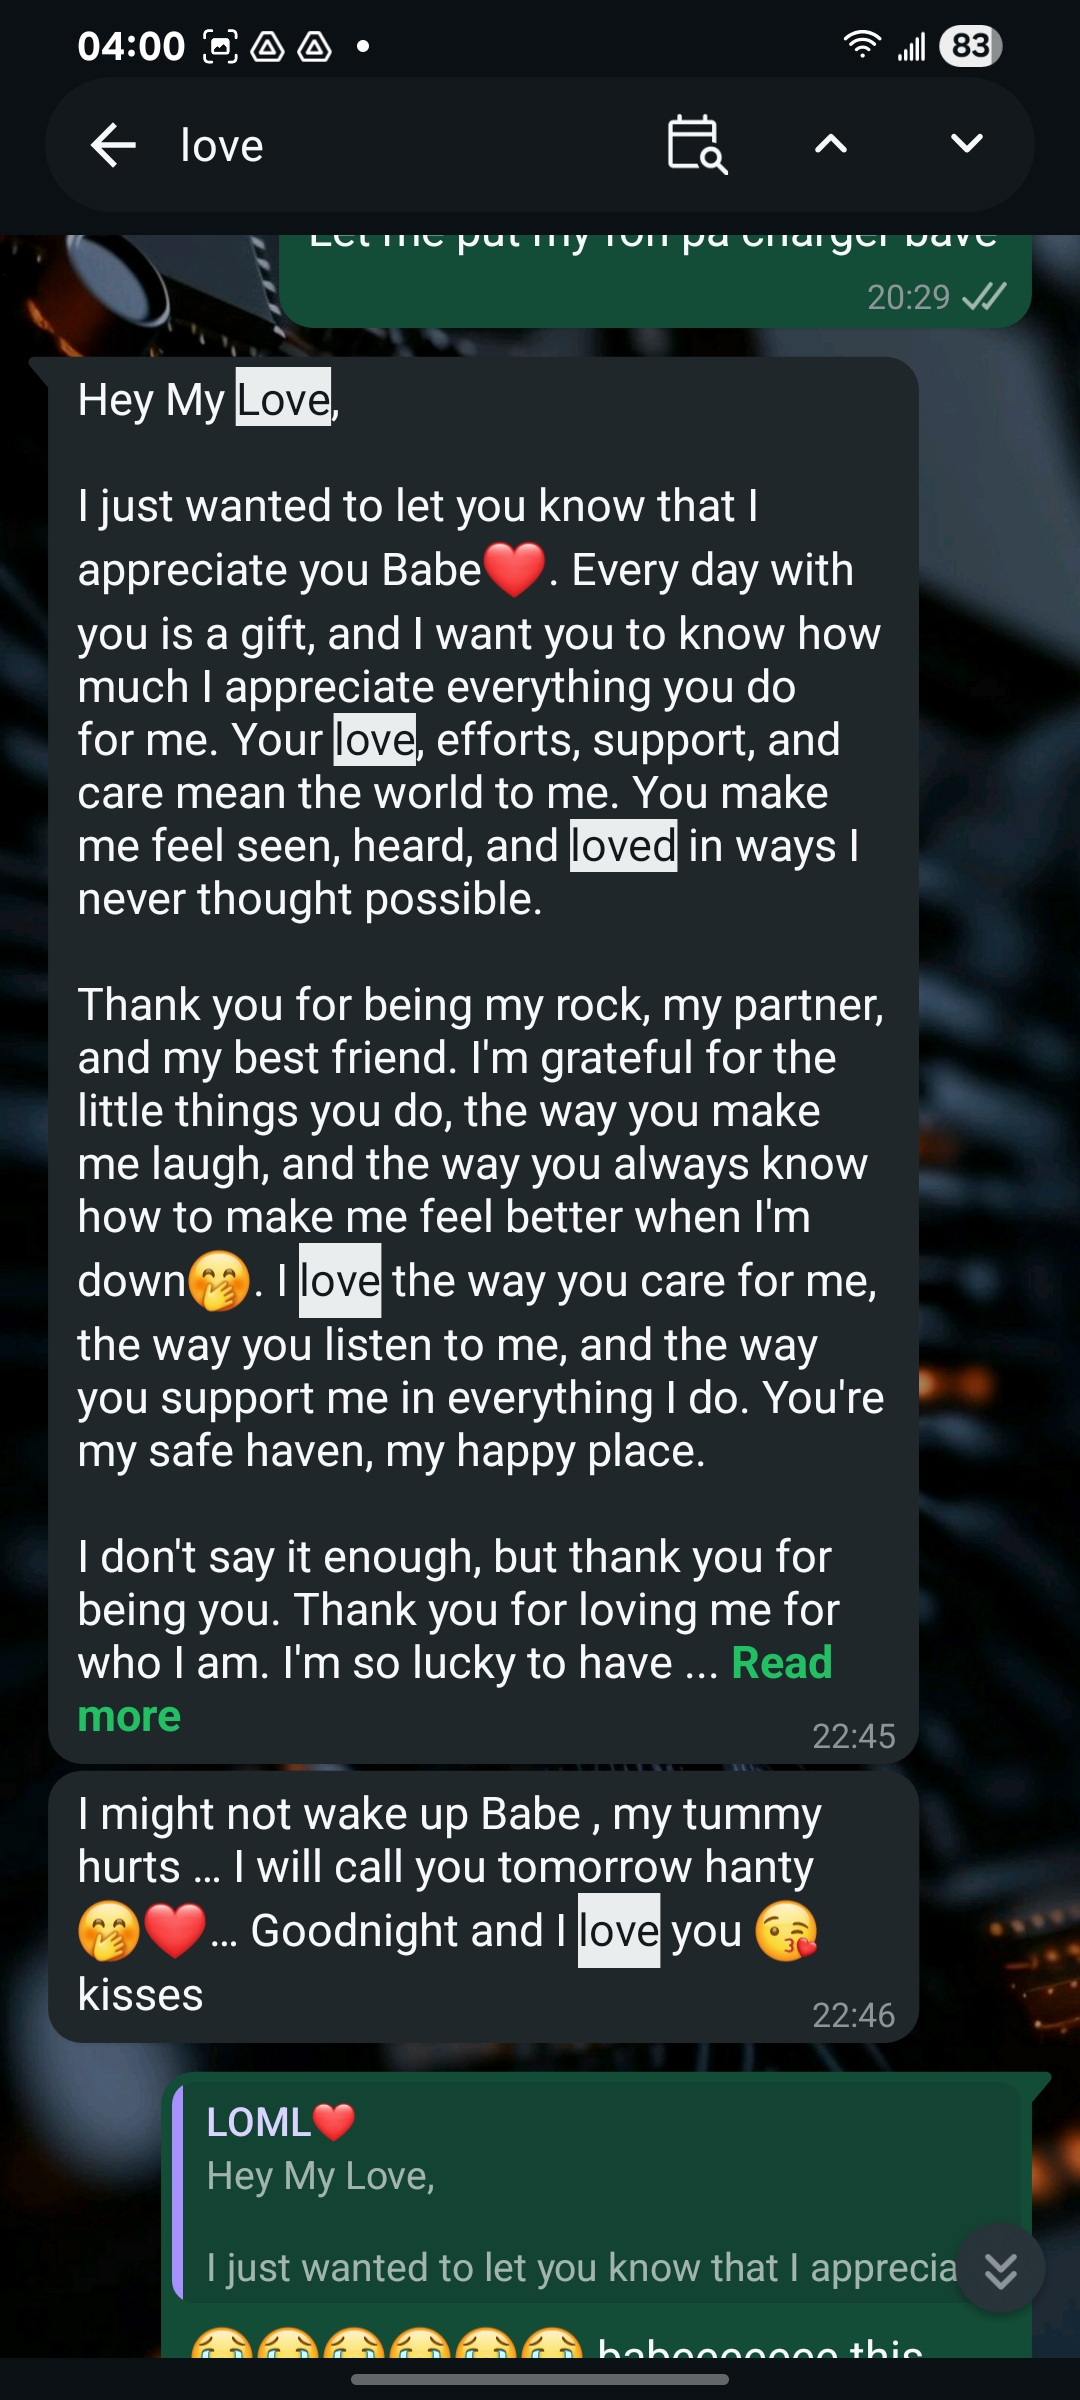 04:00
83
love
Let me put my fon pa charger bave
20:29
Hey My Love,
I just wanted to let you know that I
appreciate you Babe❤️. Every day with
you is a gift, and I want you to know how
much I appreciate everything you do
for me. Your love, efforts, support, and
care mean the world to me. You make
me feel seen, heard, and loved in ways I
never thought possible.
Thank you for being my rock, my partner,
and my best friend. I'm grateful for the
little things you do, the way you make
me laugh, and the way you always know
how to make me feel better when I'm
down🤭. I love the way you care for me,
the way you listen to me, and the way
you support me in everything I do. You're
my safe haven, my happy place.
I don't say it enough, but thank you for
being you. Thank you for loving me for
who I am. I'm so lucky to have ... Read
more
22:45
I might not wake up Babe , my tummy
hurts ... I will call you tomorrow hanty
🤭❤️... Goodnight and I love you 😘
kisses
22:46
LOML❤️
Hey My Love,
I just wanted to let you know that I apprecia
😭😭😭😭😭😭 babeeeeeee this